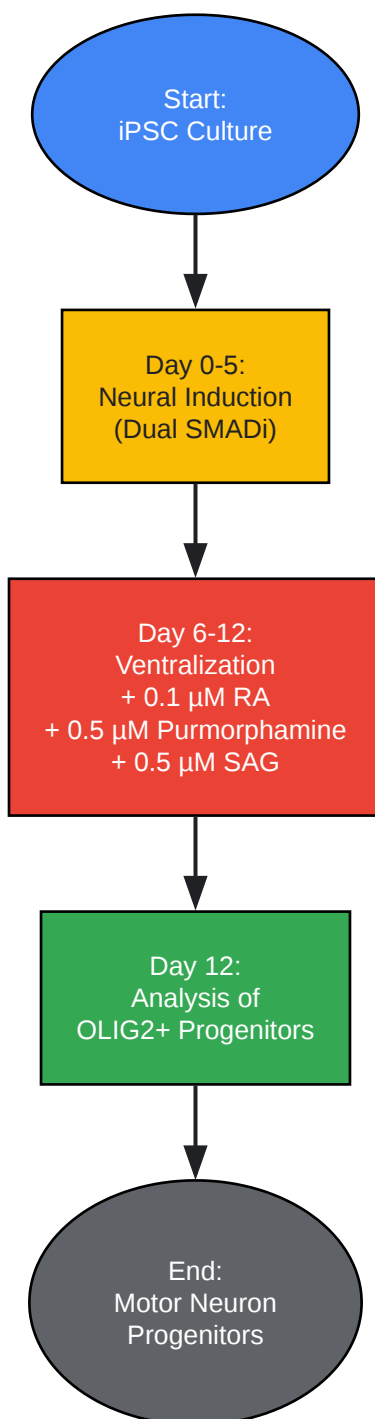 Start:
iPSC Culture
Day 0-5:
Neural Induction
(Dual SMADi)
Day 6-12:
Ventralization
+ 0.1 µM RA
+ 0.5 µM Purmorphamine
+ 0.5 µM SAG
Day 12:
Analysis of
OLIG2+ Progenitors
End:
Motor Neuron
Progenitors